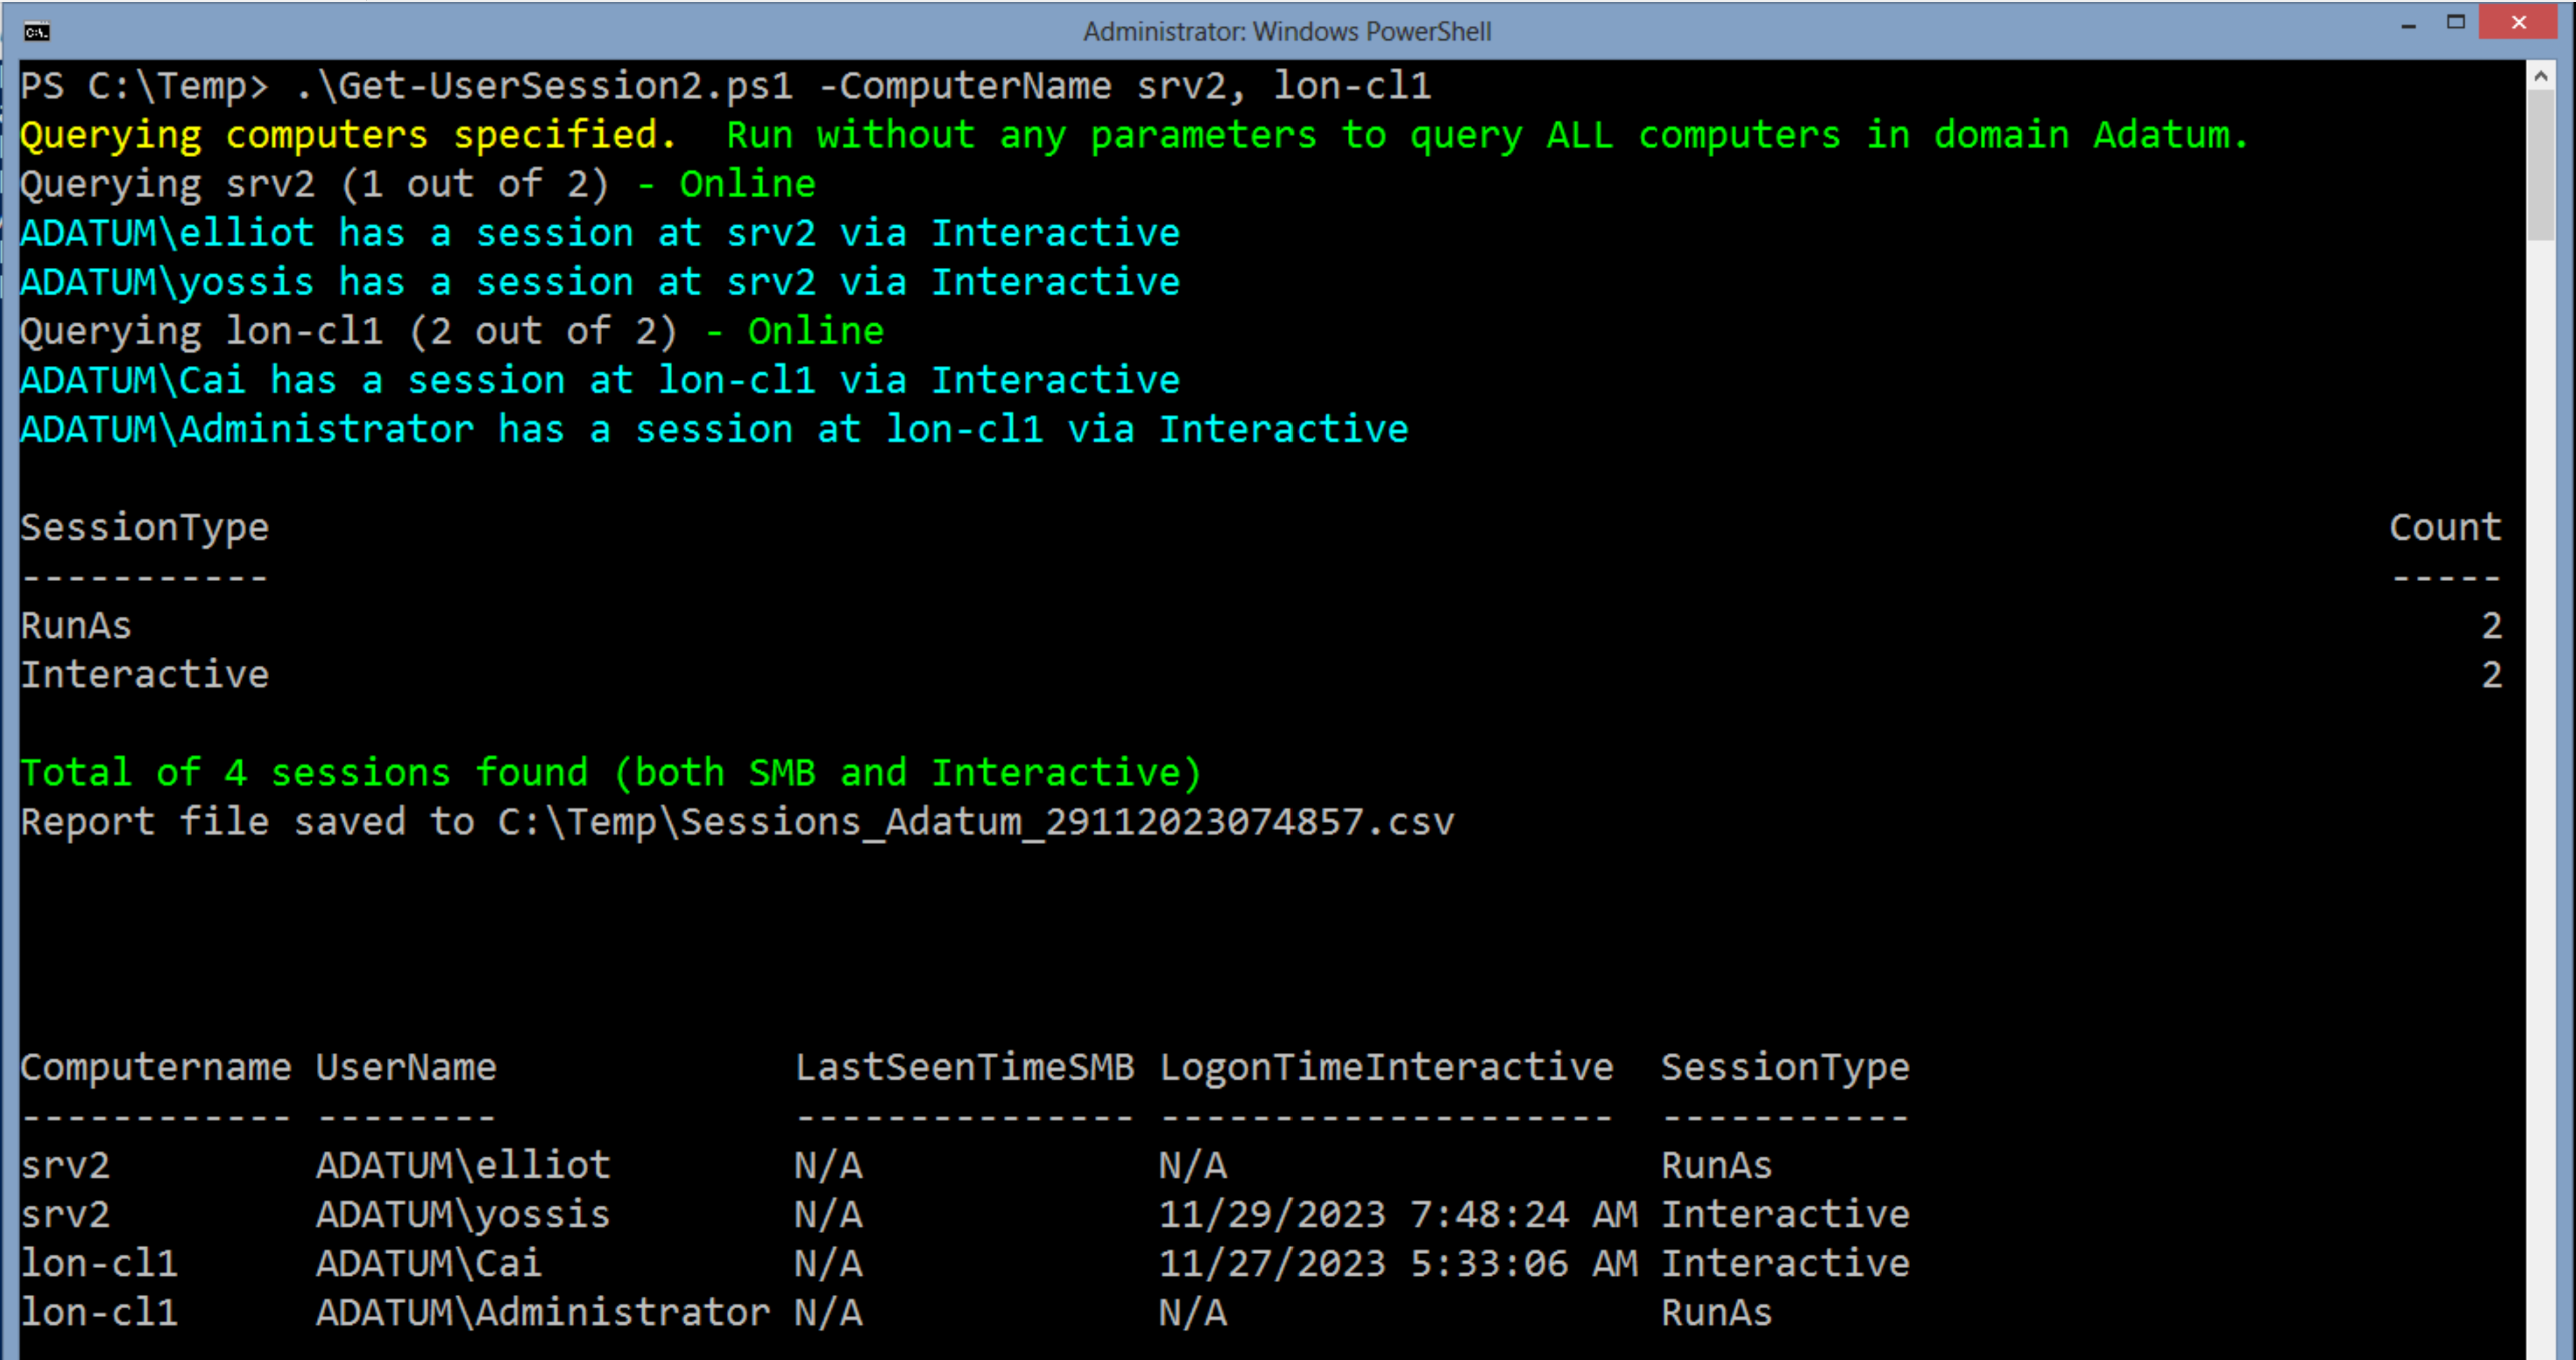 Administrator: Windows PowerShell
PS C:\Temp> .\Get-UserSession2.ps1 -ComputerName srv2, lon-cl1
Querying computers specified.  Run without any parameters to query ALL computers in domain Adatum.
Querying srv2 (1 out of 2) - Online
ADATUM\elliot has a session at srv2 via Interactive
ADATUM\yossis has a session at srv2 via Interactive
Querying lon-cl1 (2 out of 2) - Online
ADATUM\Cai has a session at lon-cl1 via Interactive
ADATUM\Administrator has a session at lon-cl1 via Interactive
SessionType Count
----------- -----
RunAs 2
Interactive 2
Total of 4 sessions found (both SMB and Interactive)
Report file saved to C:\Temp\Sessions_Adatum_29112023074857.csv
Computername UserName LastSeenTimeSMB LogonTimeInteractive SessionType
------------ -------- --------------- -------------------- -----------
srv2 ADATUM\elliot N/A N/A RunAs
srv2 ADATUM\yossis N/A 11/29/2023 7:48:24 AM Interactive
lon-cl1 ADATUM\Cai N/A 11/27/2023 5:33:06 AM Interactive
lon-cl1 ADATUM\Administrator N/A N/A RunAs